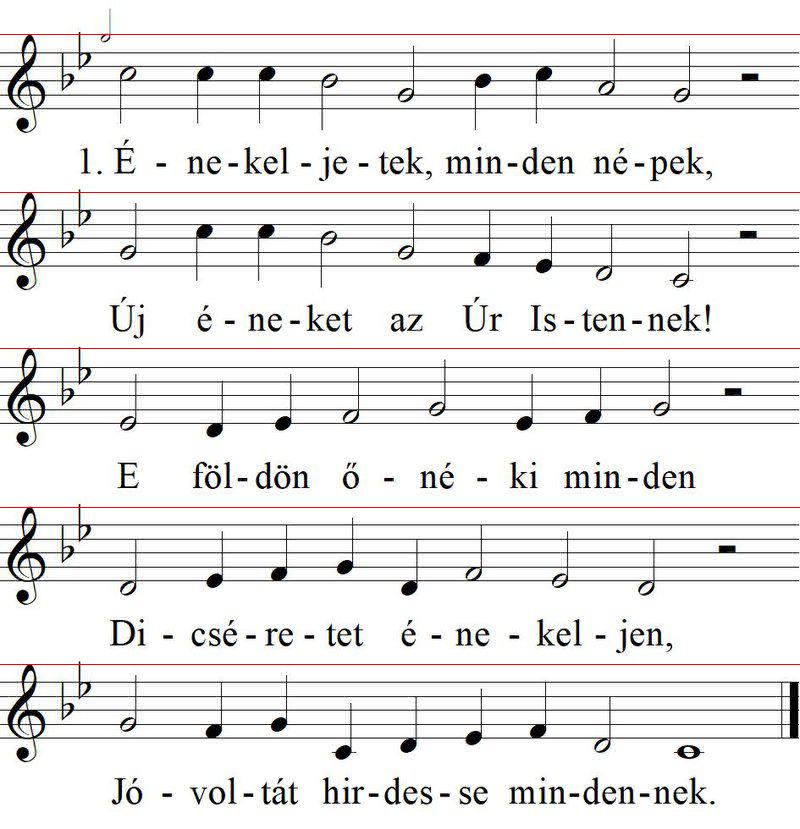 1. É - ne - kel - je - tek, min - den né - pek,
Új é - ne - ket az Úr Is - ten - nek!
E föl - dön ő - né - ki min - den
Di - csé - re - tet é - ne - kel - jen,
Jó - vol - tát hir - des - se min - den - nek.